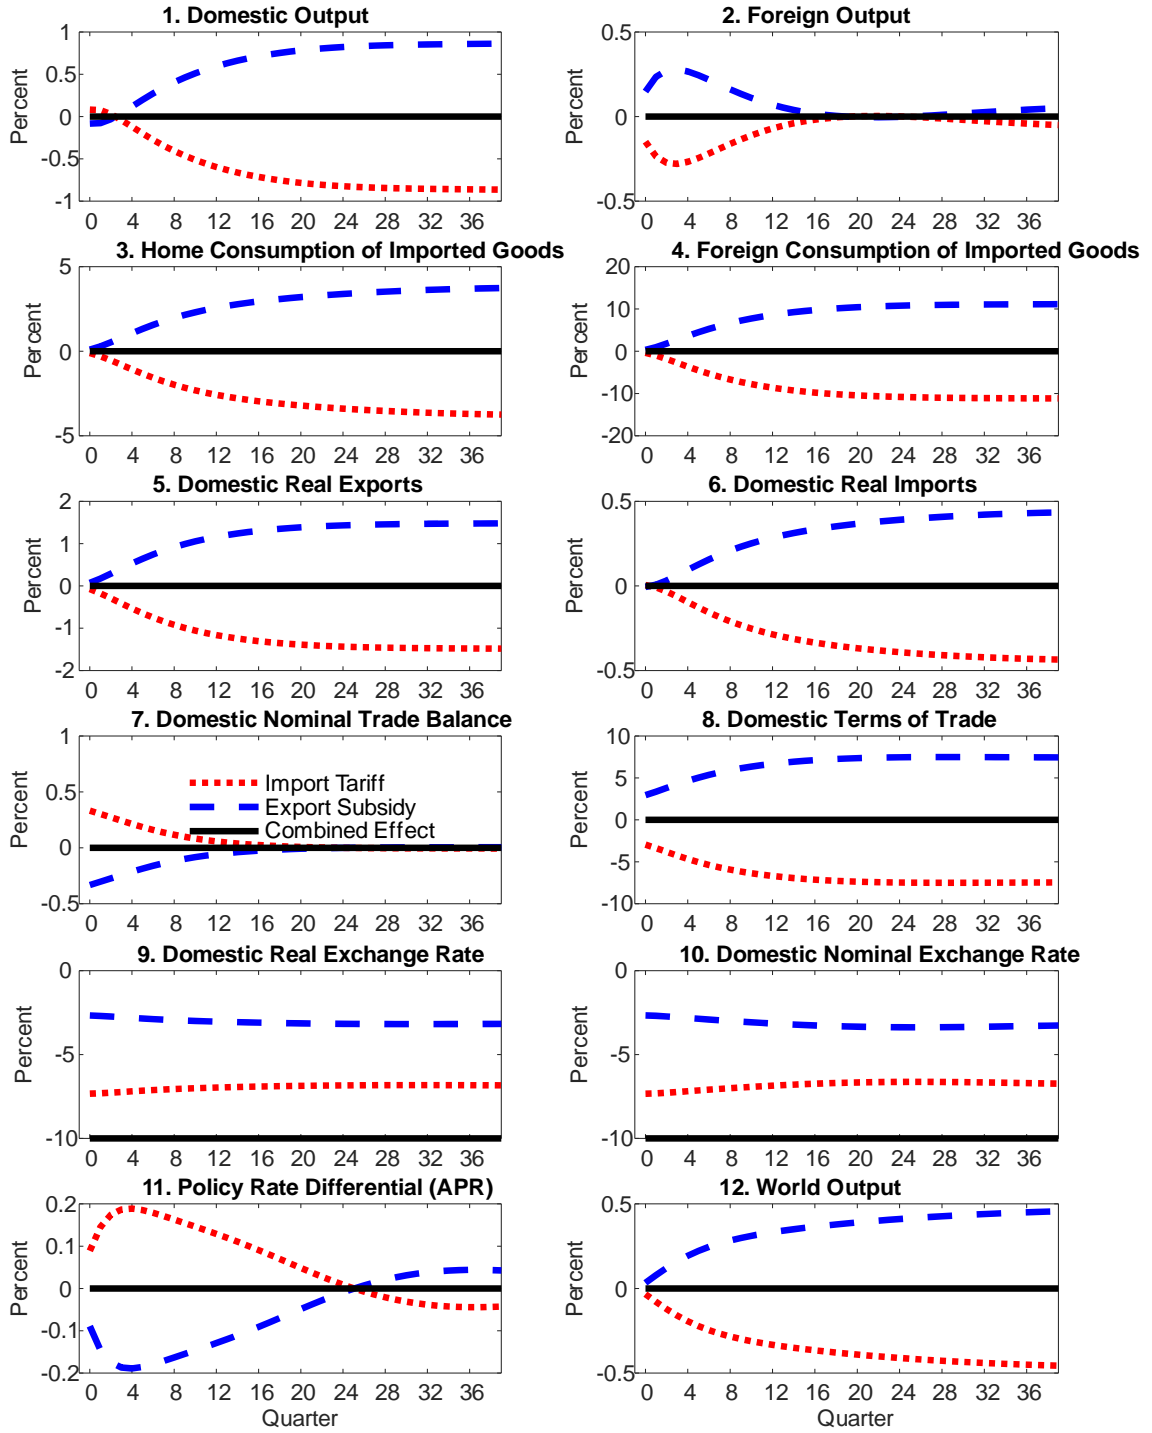 1. Domestic Output
Percent
1
0.5
0
-0.5
-1
0 4 8 12 16 20 24 28 32 36
2. Foreign Output
Percent
0.5
0
-0.5
0 4 8 12 16 20 24 28 32 36
3. Home Consumption of Imported Goods
Percent
5
0
-5
0 4 8 12 16 20 24 28 32 36
4. Foreign Consumption of Imported Goods
Percent
20
10
0
-10
-20
0 4 8 12 16 20 24 28 32 36
5. Domestic Real Exports
Percent
2
1
0
-1
-2
0 4 8 12 16 20 24 28 32 36
6. Domestic Real Imports
Percent
0.5
0
-0.5
0 4 8 12 16 20 24 28 32 36
7. Domestic Nominal Trade Balance
Percent
1
0.5
0
-0.5
Import Tariff
Export Subsidy
Combined Effect
0 4 8 12 16 20 24 28 32 36
8. Domestic Terms of Trade
Percent
10
5
0
-5
-10
0 4 8 12 16 20 24 28 32 36
9. Domestic Real Exchange Rate
Percent
0
-5
-10
0 4 8 12 16 20 24 28 32 36
10. Domestic Nominal Exchange Rate
Percent
0
-5
-10
0 4 8 12 16 20 24 28 32 36
11. Policy Rate Differential (APR)
Percent
0.2
0.1
0
-0.1
-0.2
0 4 8 12 16 20 24 28 32 36
Quarter
12. World Output
Percent
0.5
0
-0.5
0 4 8 12 16 20 24 28 32 36
Quarter